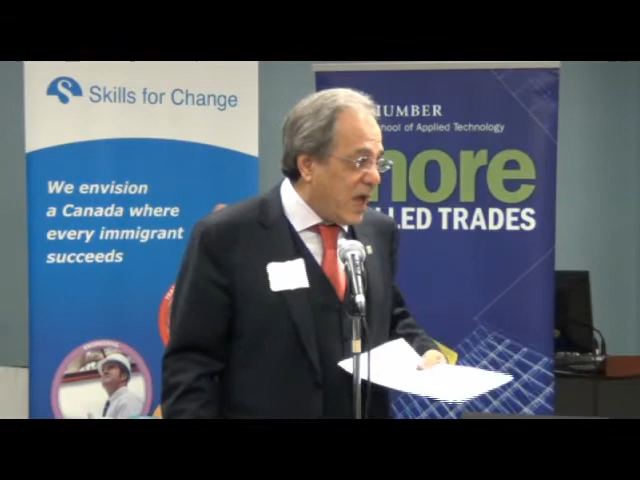 Skills for Change
We envision
a Canada where
every immigrant
succeeds
HUMBER
School of Applied Technology
more
LLED TRADES